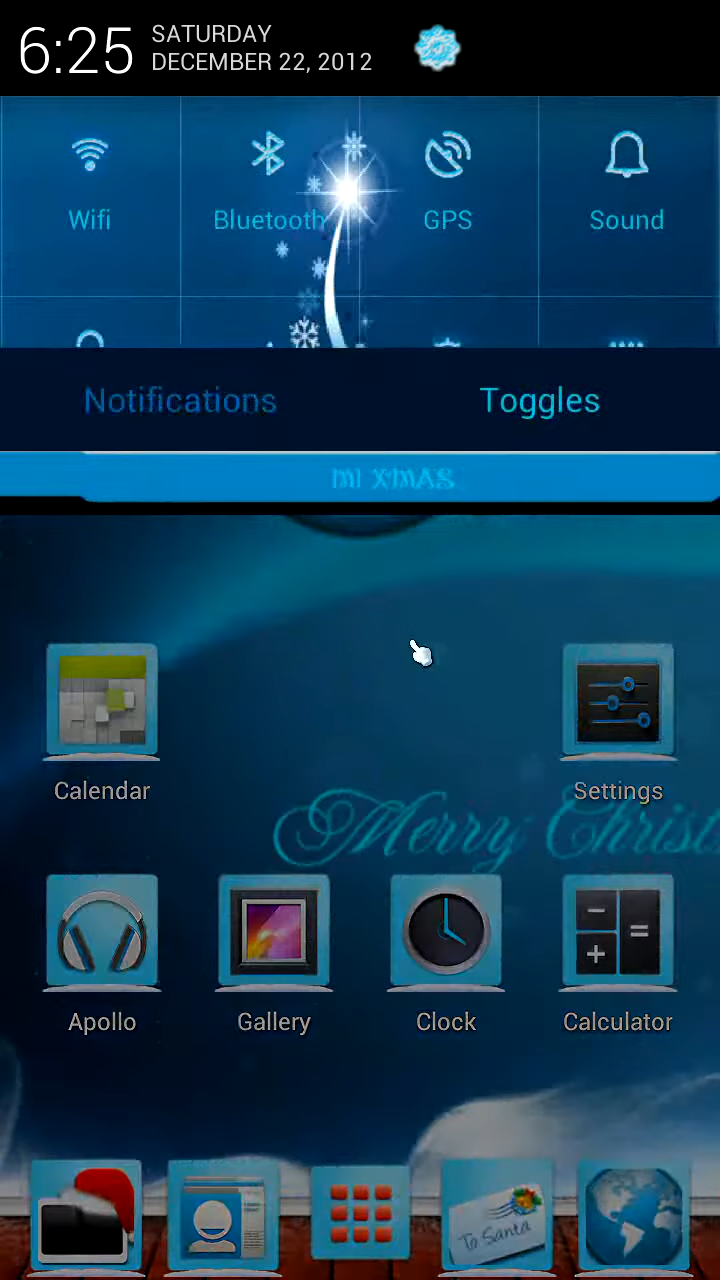 6:25
SATURDAY
DECEMBER 22, 2012
Wifi
Bluetooth
GPS
Sound
Notifications
Toggles
MI X'MAS
Calendar
Settings
Merry Christ
Apollo
Gallery
Clock
Calculator
To Santa